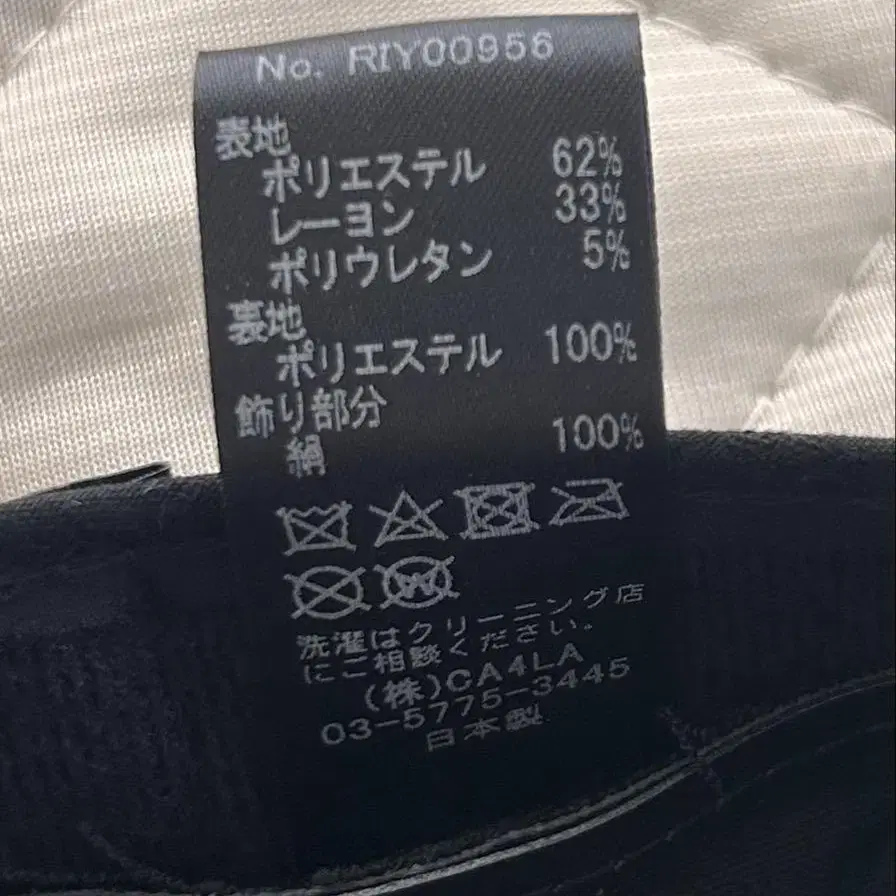 No. RIY00956
表地
ポリエステル 62%
レーヨン 33%
ポリウレタン 5%
裏地
ポリエステル 100%
飾り部分
絹 100%
洗濯はクリーニング店
にご相談ください。
(株)CA4LA
03-5775-3445
日本製